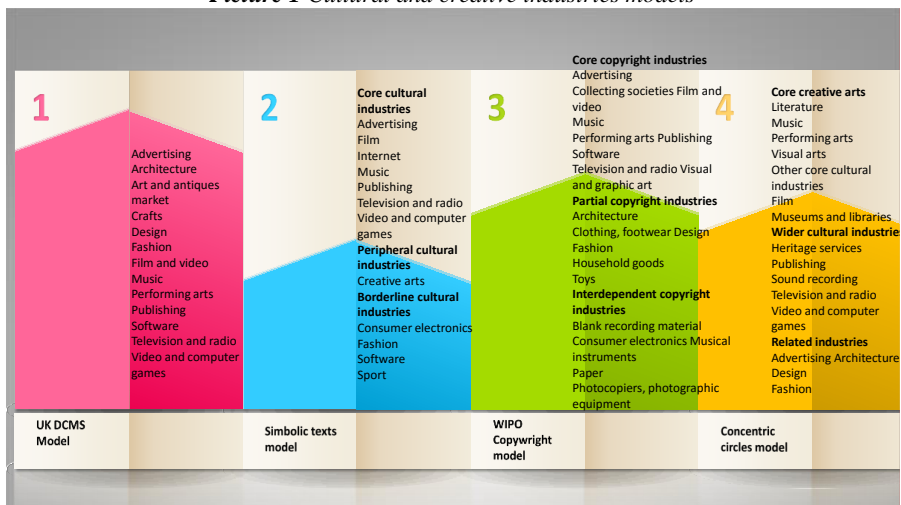 Picture 1 Cultural and creative industries models
1
Advertising
Architecture
Art and antiques
market
Crafts
Design
Fashion
Film and video
Music
Performing arts
Publishing
Software
Television and radio
Video and computer
games
UK DCMS
Model
2
Core cultural
industries
Advertising
Film
Internet
Music
Publishing
Television and radio
Video and computer
games
Peripheral cultural
industries
Creative arts
Borderline cultural
industries
Consumer electronics
Fashion
Software
Sport
Simbolic texts
model
3
Core copyright industries
Advertising
Collecting societies Film and
video
Music
Performing arts Publishing
Software
Television and radio Visual
and graphic art
Partial copyright industries
Architecture
Clothing, footwear Design
Fashion
Household goods
Toys
Interdependent copyright
industries
Blank recording material
Consumer electronics Musical
instruments
Paper
Photocopiers, photographic
equipment
WIPO
Copywright
model
4
Core creative arts
Literature
Music
Performing arts
Visual arts
Other core cultural
industries
Film
Museums and libraries
Wider cultural industries
Heritage services
Publishing
Sound recording
Television and radio
Video and computer
games
Related industries
Advertising Architecture
Design
Fashion
Concentric
circles model